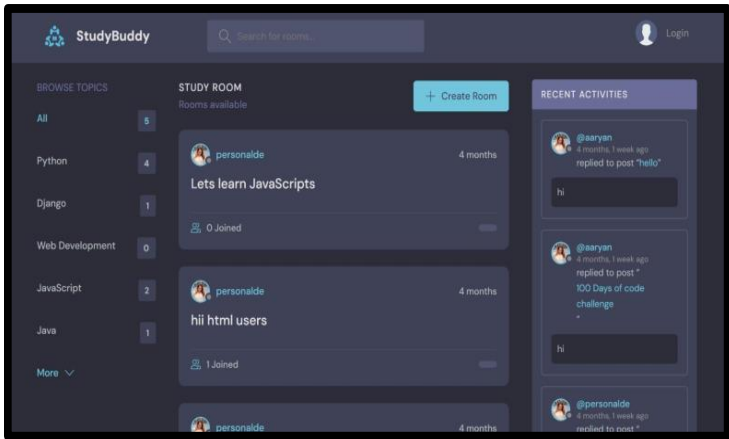 StudyBuddy
Search for rooms...
Login
BROWSE TOPICS
All 5
Python 4
Django 1
Web Development 0
JavaScript 2
Java 1
More
STUDY ROOM
Rooms available
+ Create Room
personalde 4 months
Lets learn JavaScripts
0 Joined
personalde 4 months
hii html users
1 Joined
personalde 4 months
RECENT ACTIVITIES
@aaryan
4 months, 1 week ago
replied to post "hello"
hi
@aaryan
4 months, 1 week ago
replied to post "
100 Days of code
challenge
"
hi
@personalde
4 months, 1 week ago
replied to post "